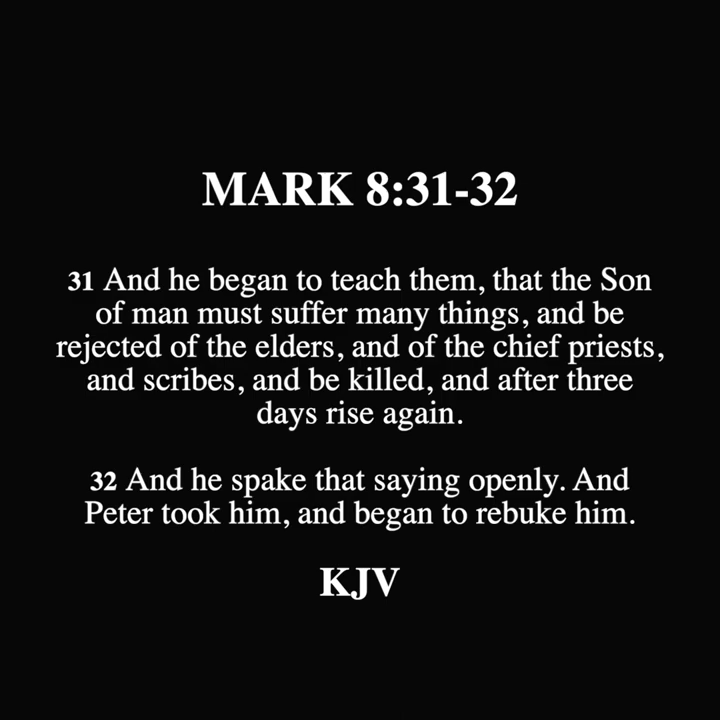 MARK 8:31-32
31 And he began to teach them, that the Son
of man must suffer many things, and be
rejected of the elders, and of the chief priests,
and scribes, and be killed, and after three
days rise again.
32 And he spake that saying openly. And
Peter took him, and began to rebuke him.
KJV